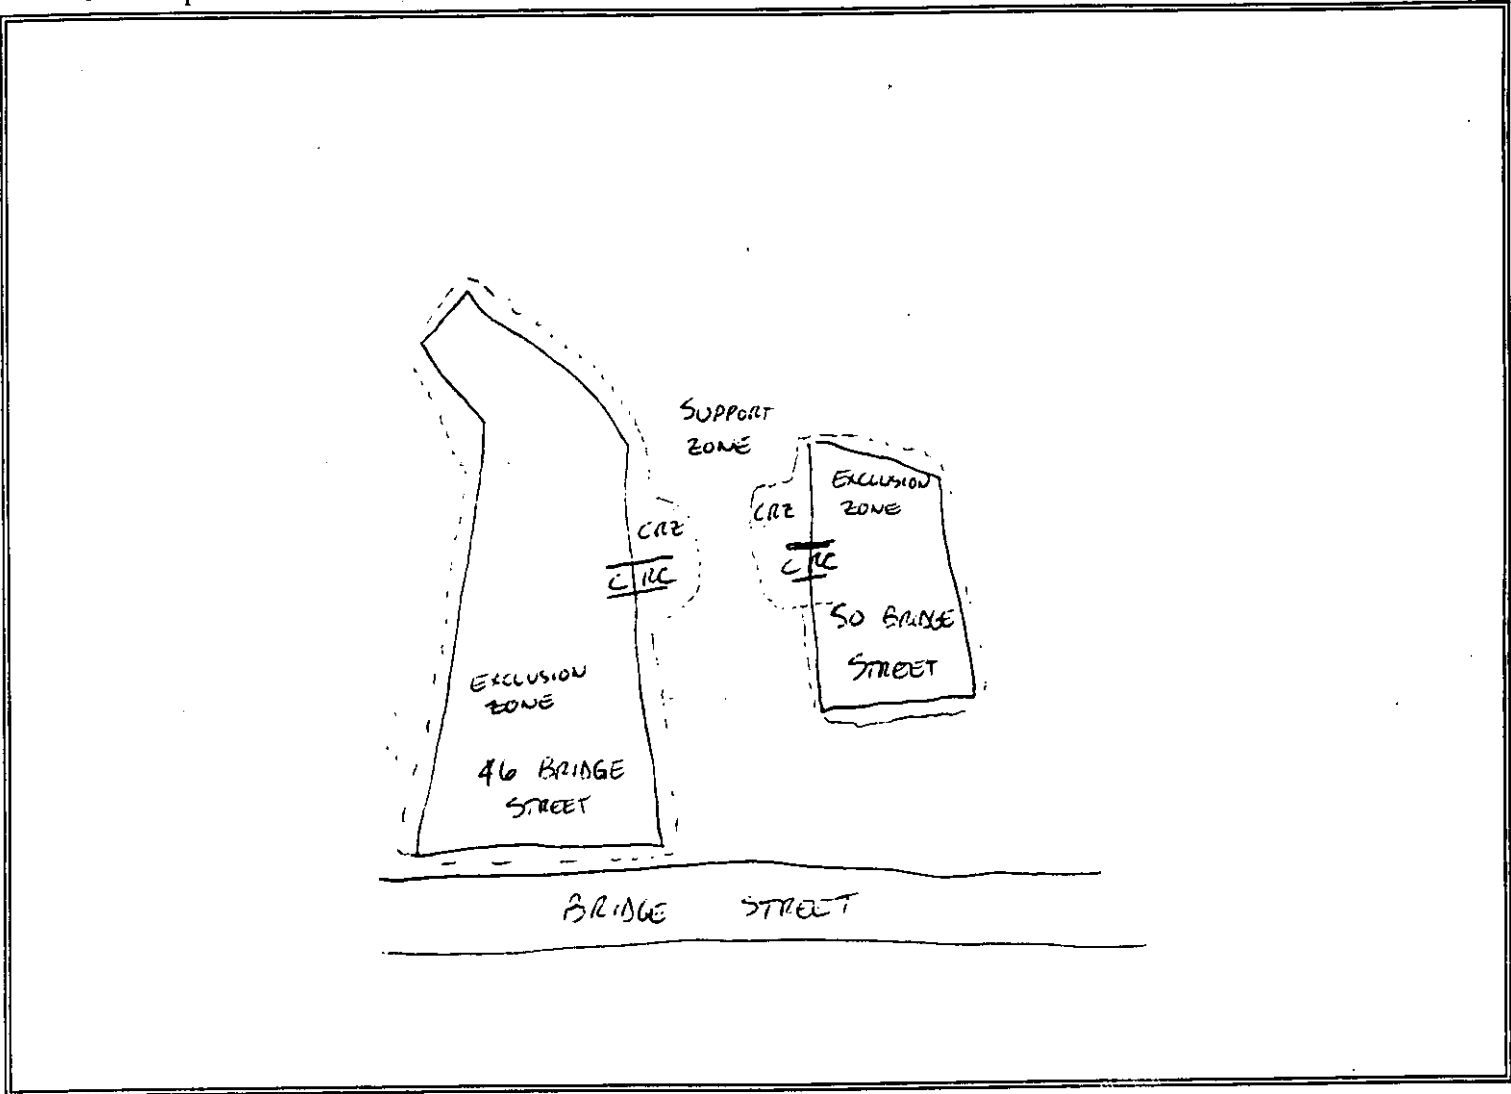 SUPPORT
ZONE
EXCLUSION
ZONE
CRZ
CRZ
C RC
C RC
50 BRIDGE
STREET
EXCLUSION
ZONE
46 BRIDGE
STREET
BRIDGE STREET